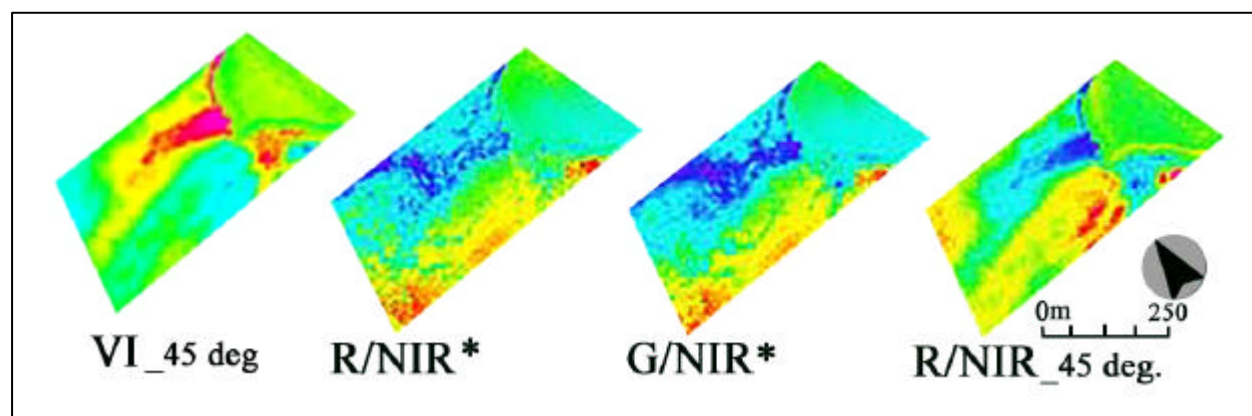 0m 250
VI_45 deg
R/NIR*
G/NIR*
R/NIR_45 deg.